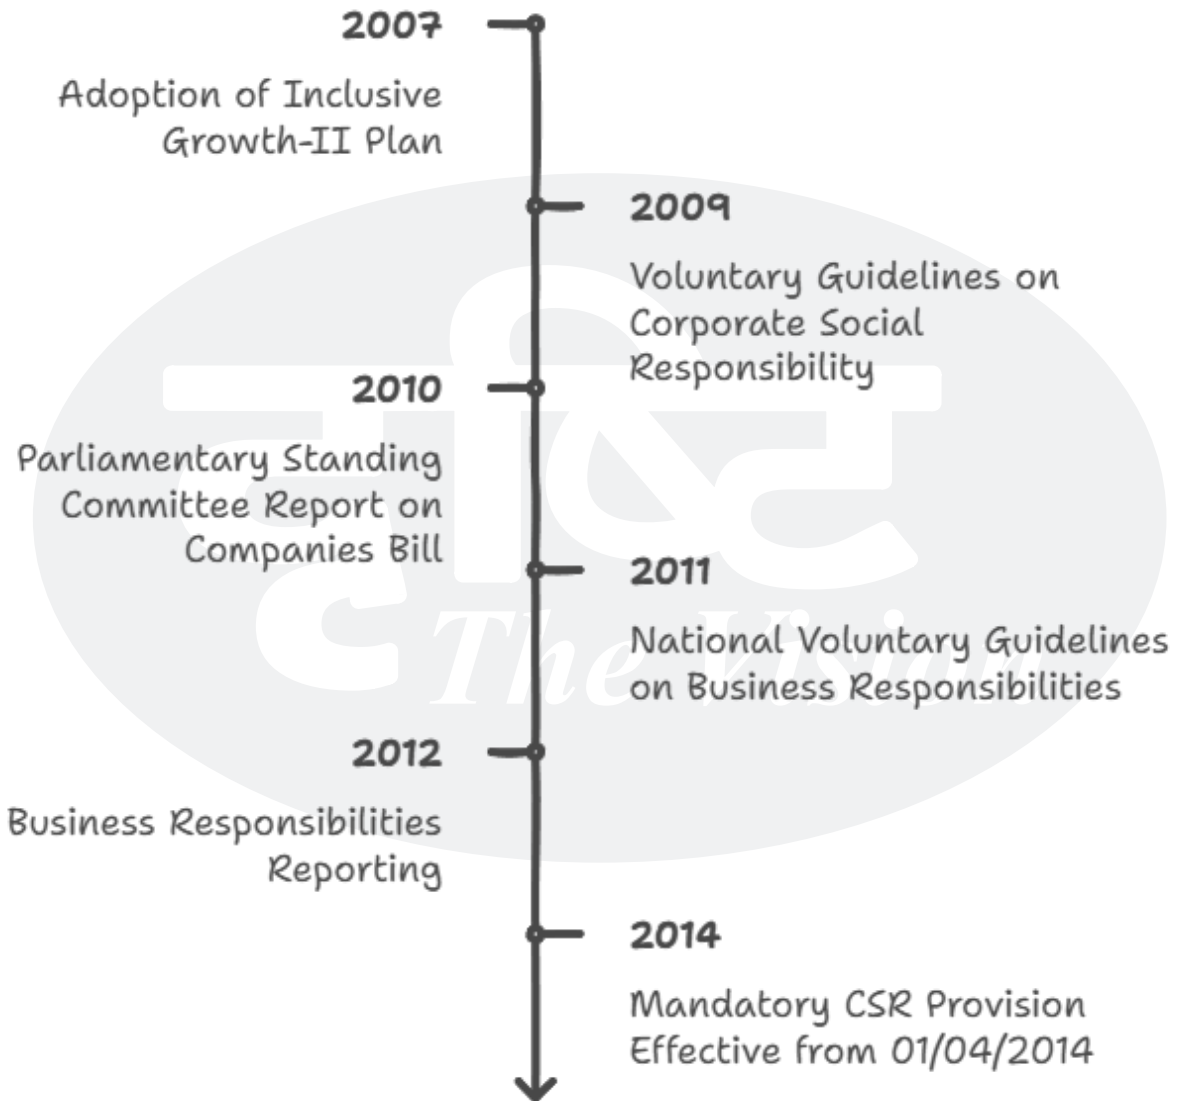 2007
Adoption of Inclusive
Growth-II Plan
2009
Voluntary Guidelines on
Corporate Social
Responsibility
2010
Parliamentary Standing
Committee Report on
Companies Bill
2011
National Voluntary Guidelines
on Business Responsibilities
2012
Business Responsibilities
Reporting
2014
Mandatory CSR Provision
Effective from 01/04/2014
दृष्टि
The Vision